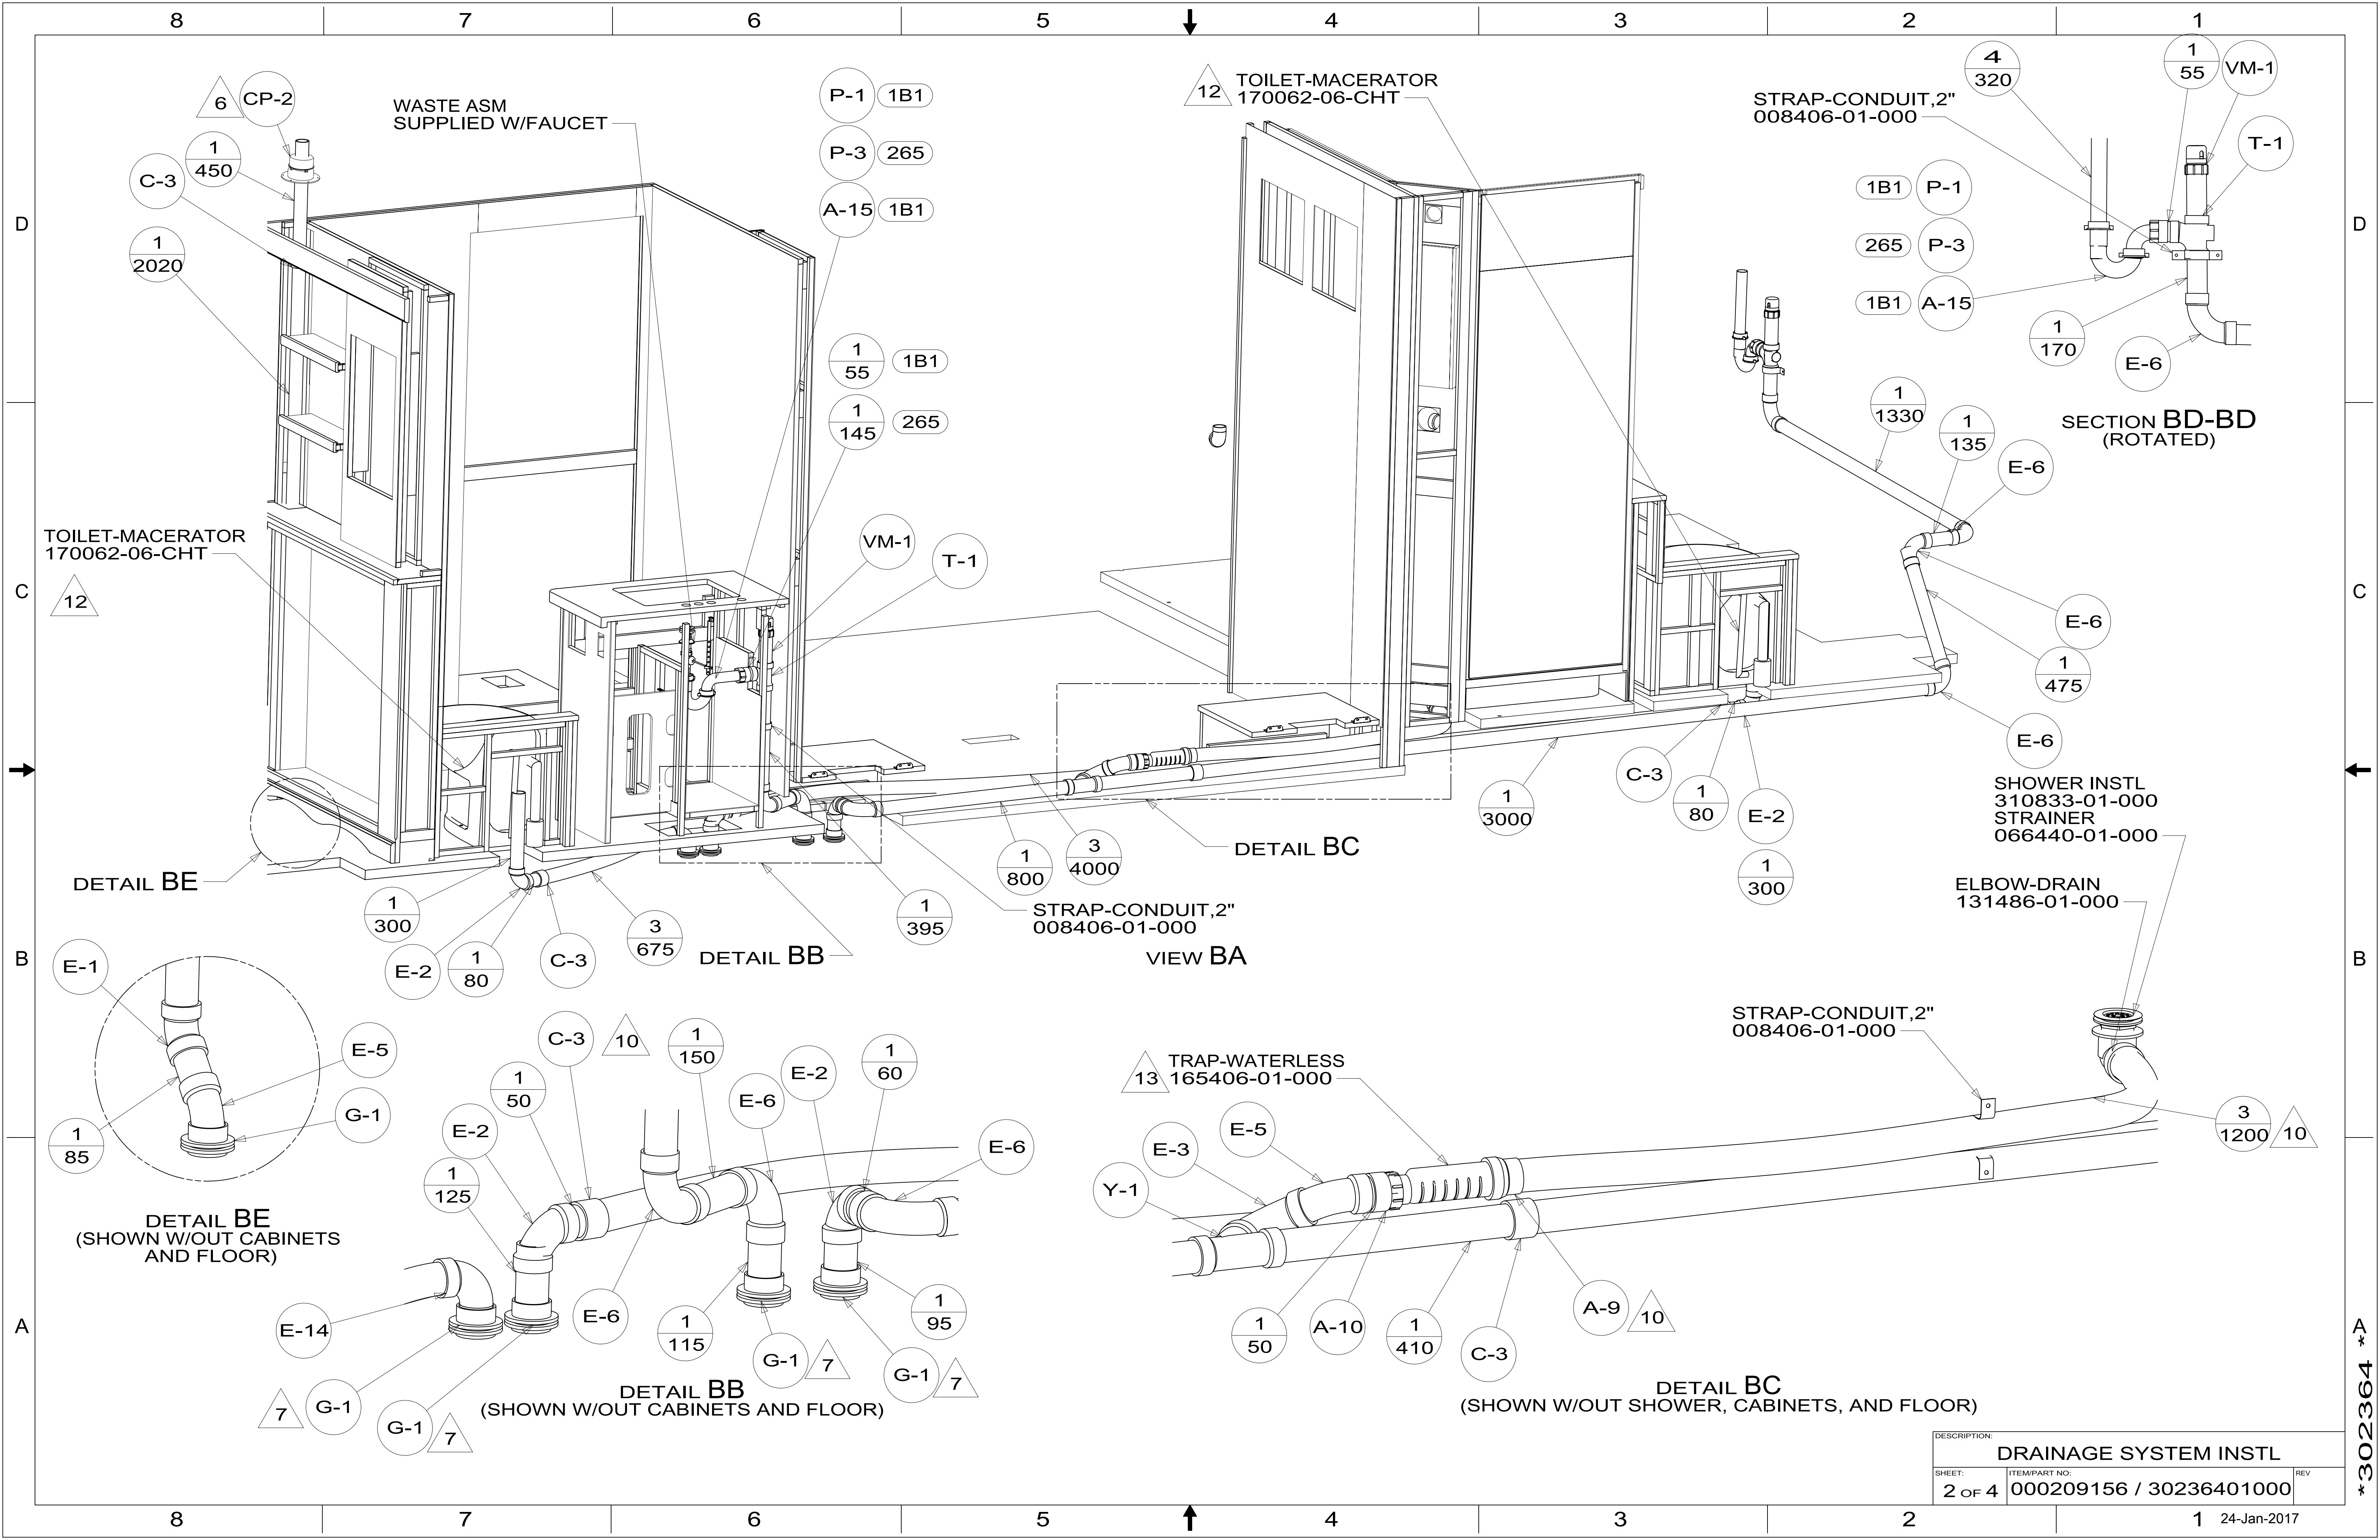 8 7 6 5 4 3 2 1
D
C
B
A
D
C
B
A
6
CP-2
1
450
C-3
1
2020
WASTE ASM
SUPPLIED W/FAUCET
P-1 1B1
P-3 265
A-15 1B1
1
55
1B1
1
145
265
VM-1
T-1
TOILET-MACERATOR
170062-06-CHT
12
DETAIL BE
1
300
E-2
1
80
C-3
3
675
DETAIL BB
1
395
STRAP-CONDUIT,2"
008406-01-000
1
800
3
4000
VIEW BA
DETAIL BC
12
TOILET-MACERATOR
170062-06-CHT
1
3000
C-3
1
80
E-2
1
300
1
1330
1
135
E-6
E-6
1
475
E-6
4
320
1
55
VM-1
STRAP-CONDUIT,2"
008406-01-000
T-1
1B1 P-1
265 P-3
1B1 A-15
1
170
E-6
SECTION BD-BD
(ROTATED)
SHOWER INSTL
310833-01-000
STRAINER
066440-01-000
ELBOW-DRAIN
131486-01-000
E-1
E-5
G-1
1
85
DETAIL BE
(SHOWN W/OUT CABINETS
AND FLOOR)
C-3
10
1
150
E-2
1
60
1
50
E-6
E-2
E-6
1
125
E-14
E-6
1
115
1
95
G-1
7
G-1
7
7
G-1
G-1
7
DETAIL BB
(SHOWN W/OUT CABINETS AND FLOOR)
STRAP-CONDUIT,2"
008406-01-000
13
TRAP-WATERLESS
165406-01-000
E-5
E-3
Y-1
3
1200
10
1
50
A-10
1
410
C-3
A-9
10
DETAIL BC
(SHOWN W/OUT SHOWER, CABINETS, AND FLOOR)
DESCRIPTION:
DRAINAGE SYSTEM INSTL
SHEET:
2 OF 4
ITEM/PART NO:
000209156 / 30236401000
REV
*302364 *
8 7 6 5 4 3 2 1
24-Jan-2017